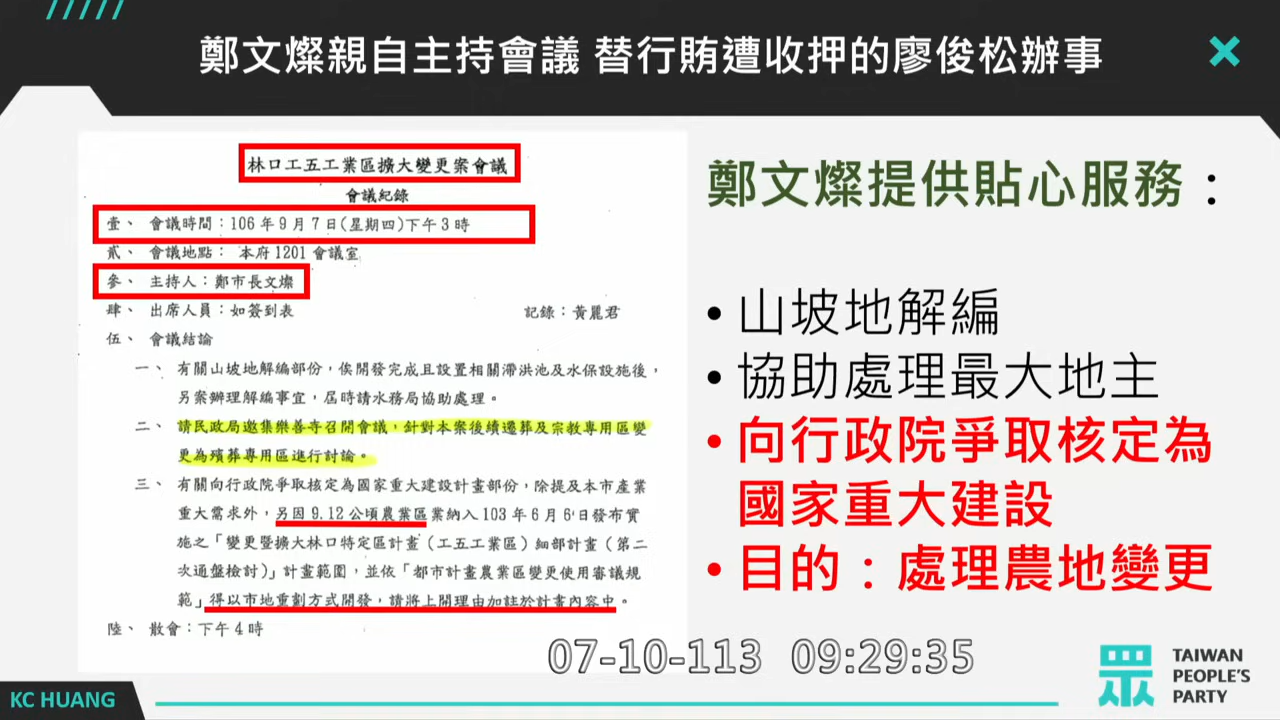 鄭文燦親自主持會議 替行賄遭收押的廖俊松辦事
林口工五工業區擴大變更案會議
會議紀錄
壹、 會議時間：106年9月7日(星期四)下午3時
貳、 會議地點： 本府1201會議室
參、 主持人：鄭市長文燦
肆、 出席人員：如簽到表 記錄：黃麗君
伍、 會議結論
一、 有關山坡地解編部份，俟開發完成且設置相關滯洪池及水保設施後，
另案辦理解編事宜，屆時請水務局協助處理。
二、 請民政局邀集樂善寺召開會議，針對本案後續遷葬及宗教專用區變
更為殯葬專用區進行討論。
三、 有關向行政院爭取核定為國家重大建設計畫部份，除提及本市產業
重大需求外，另因9.12公頃農業區業納入103年6月6日發布實
施之「變更暨擴大林口特定區計畫（工五工業區）細部計畫（第二
次通盤檢討）」計畫範圍，並依「都市計畫農業區變更使用審議規
範」得以市地重劃方式開發，請將上開理由加註於計畫內容中。
陸、 散會：下午4時
鄭文燦提供貼心服務：
• 山坡地解編
• 協助處理最大地主
• 向行政院爭取核定為
國家重大建設
• 目的：處理農地變更
07-10-113 09:29:35
KC HUANG
眾
TAIWAN
PEOPLE'S
PARTY